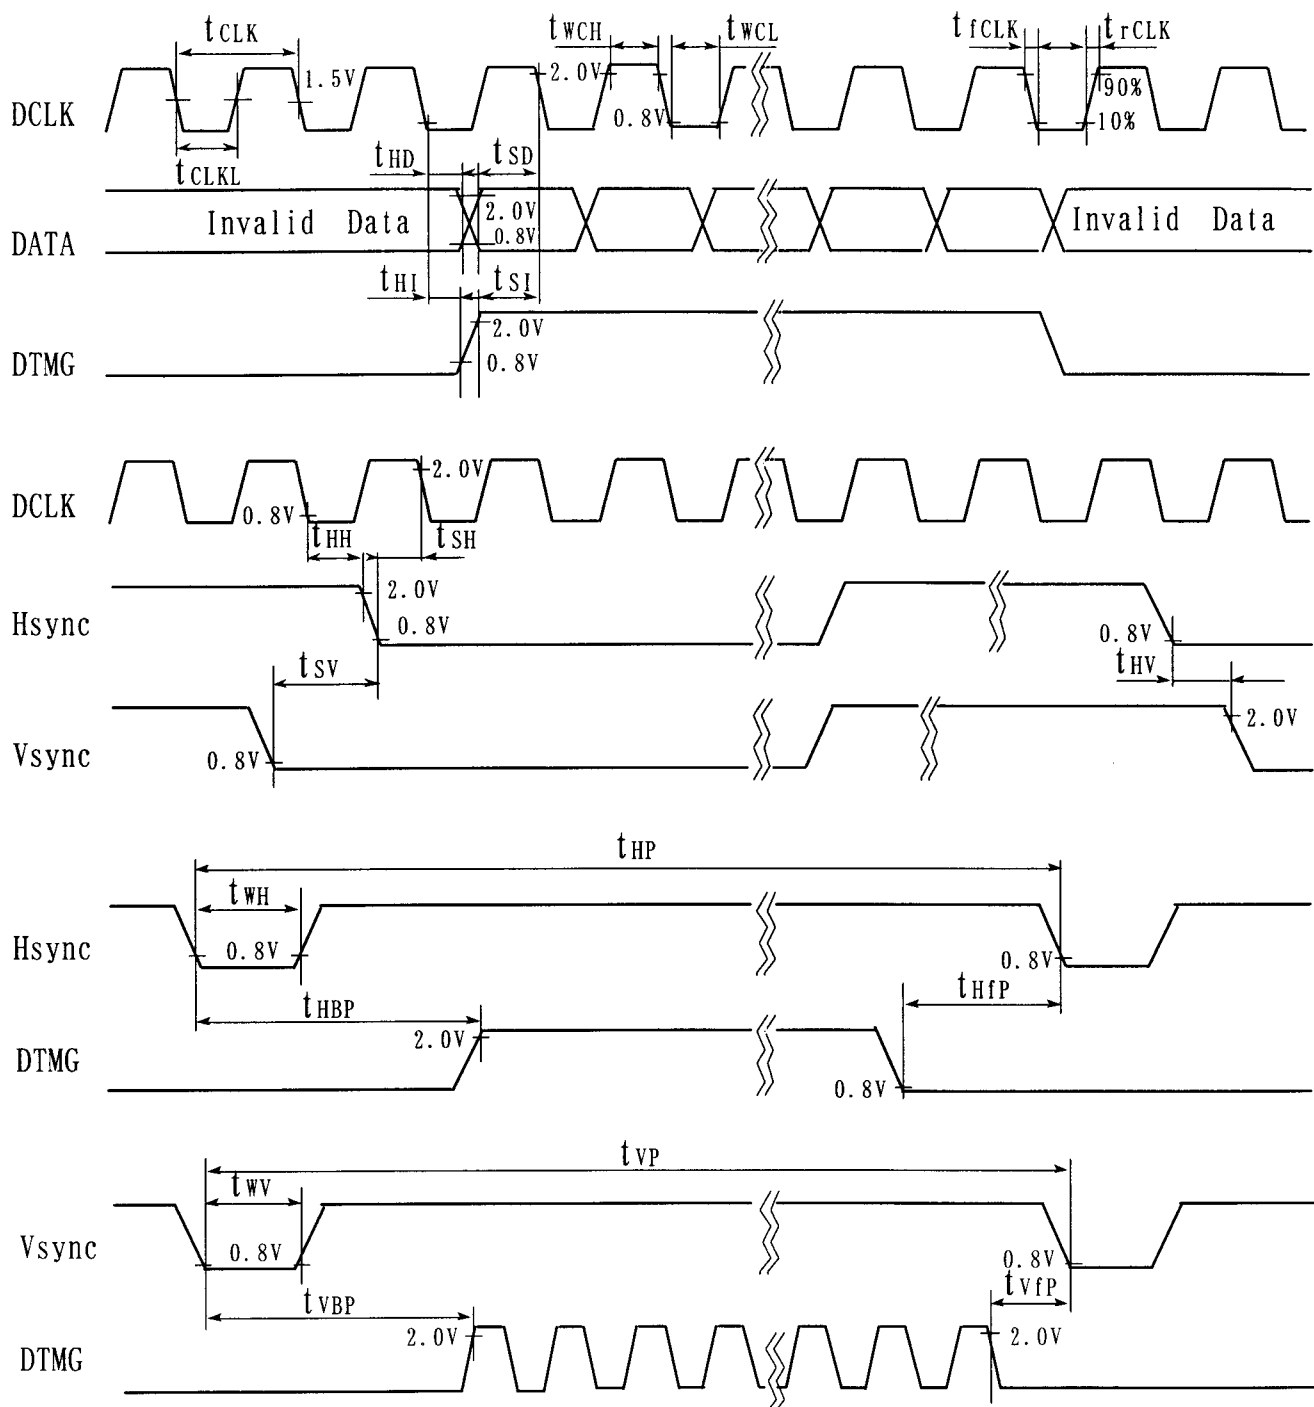 tCLK
tWCH
tWCL
tfCLK
trCLK
1.5V
2.0V
90%
DCLK
0.8V
10%
tCLKL
tHD
tSD
Invalid Data
2.0V
Invalid Data
DATA
0.8V
tHI
tSI
2.0V
DTMG
0.8V
DCLK
2.0V
0.8V
tHH
tSH
2.0V
Hsync
0.8V
0.8V
tSV
tHV
2.0V
Vsync
0.8V
tHP
tWH
Hsync
0.8V
0.8V
tHBP
tHfP
2.0V
DTMG
0.8V
tVP
tWV
Vsync
0.8V
0.8V
tVBP
tVfP
2.0V
2.0V
DTMG